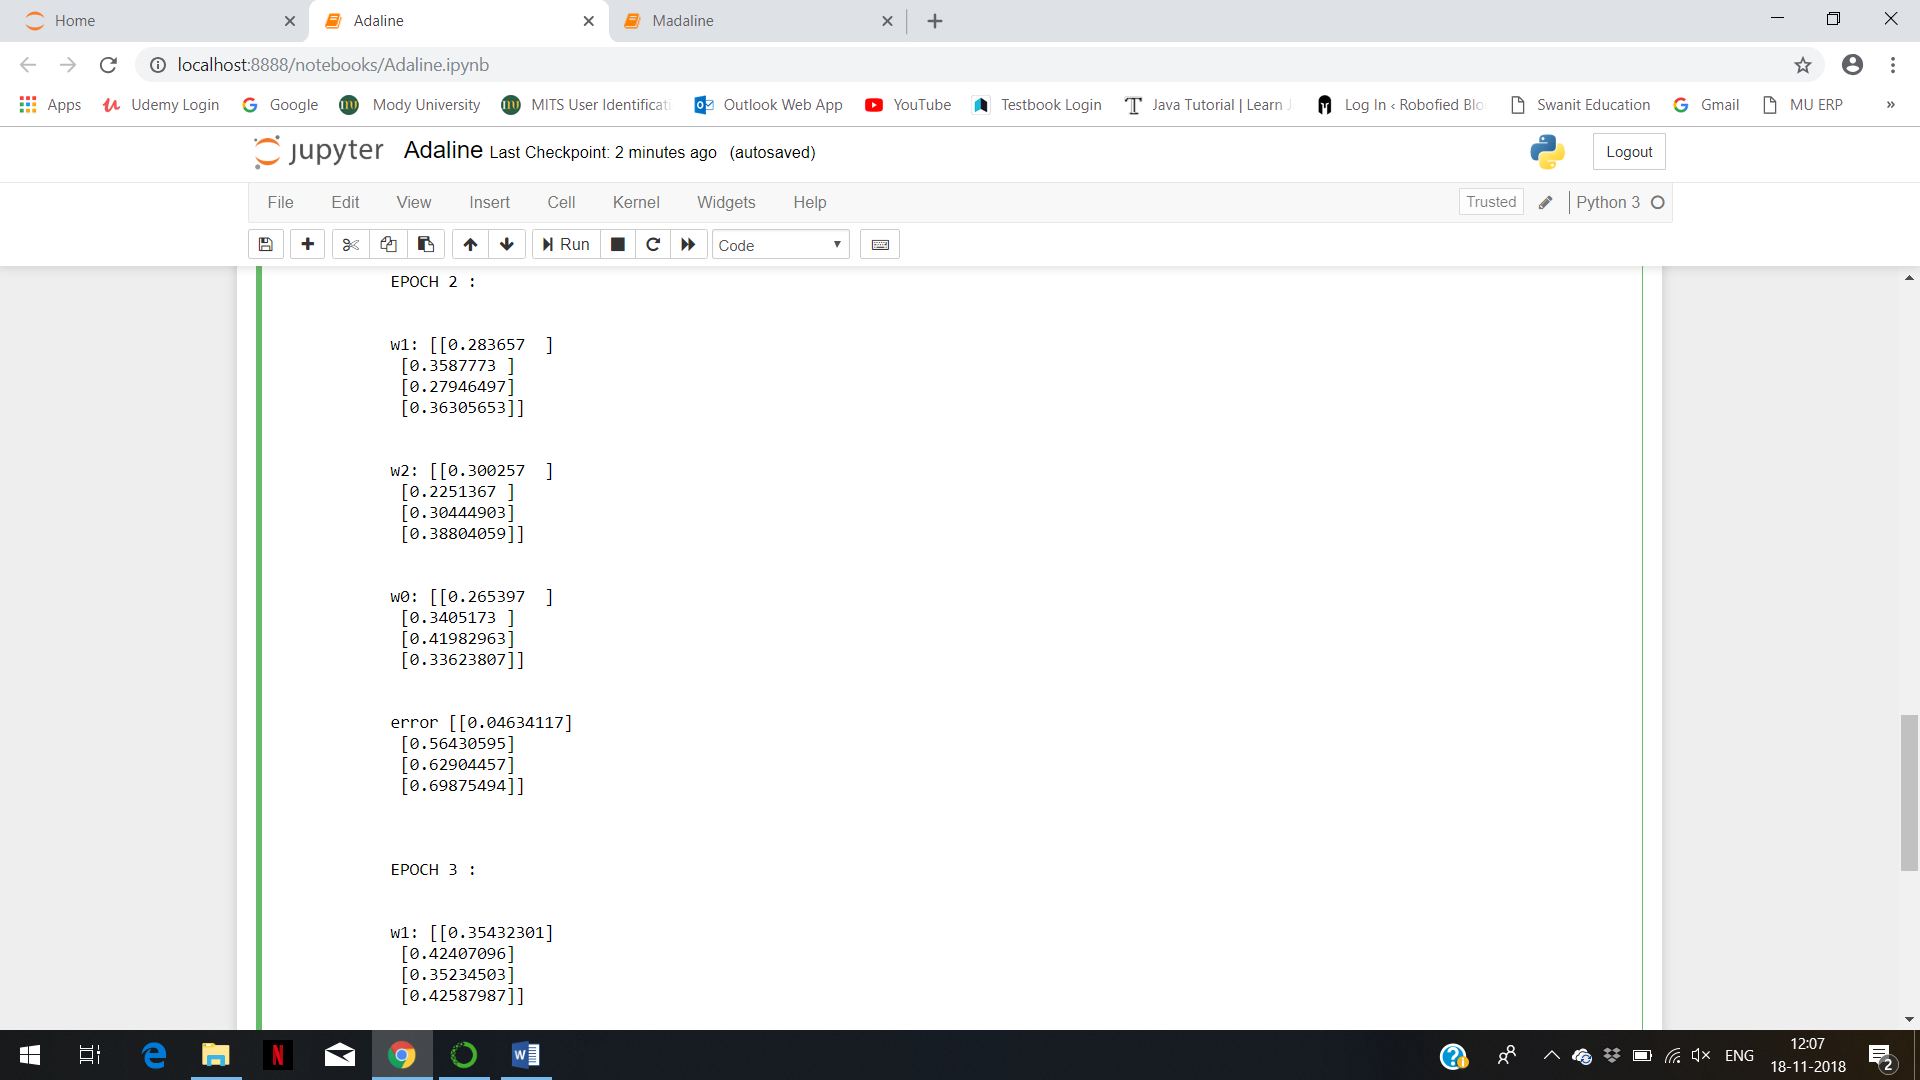 Home
Adaline
Madaline
localhost:8888/notebooks/Adaline.ipynb
Apps
Udemy Login
Google
Mody University
MITS User Identificati
Outlook Web App
YouTube
Testbook Login
Java Tutorial | Learn J
Log In ‹ Robofied Blo
Swanit Education
Gmail
MU ERP
»
jupyter Adaline Last Checkpoint: 2 minutes ago (autosaved)
Logout
File Edit View Insert Cell Kernel Widgets Help
Trusted
Python 3
Run
Code
EPOCH 2 :
w1: [[0.283657  ]
[0.3587773 ]
[0.27946497]
[0.36305653]]
w2: [[0.300257  ]
[0.2251367 ]
[0.30444903]
[0.38804059]]
w0: [[0.265397  ]
[0.3405173 ]
[0.41982963]
[0.33623807]]
error [[0.04634117]
[0.56430595]
[0.62904457]
[0.69875494]]
EPOCH 3 :
w1: [[0.35432301]
[0.42407096]
[0.35234503]
[0.42587987]]
ENG
12:07
18-11-2018
2